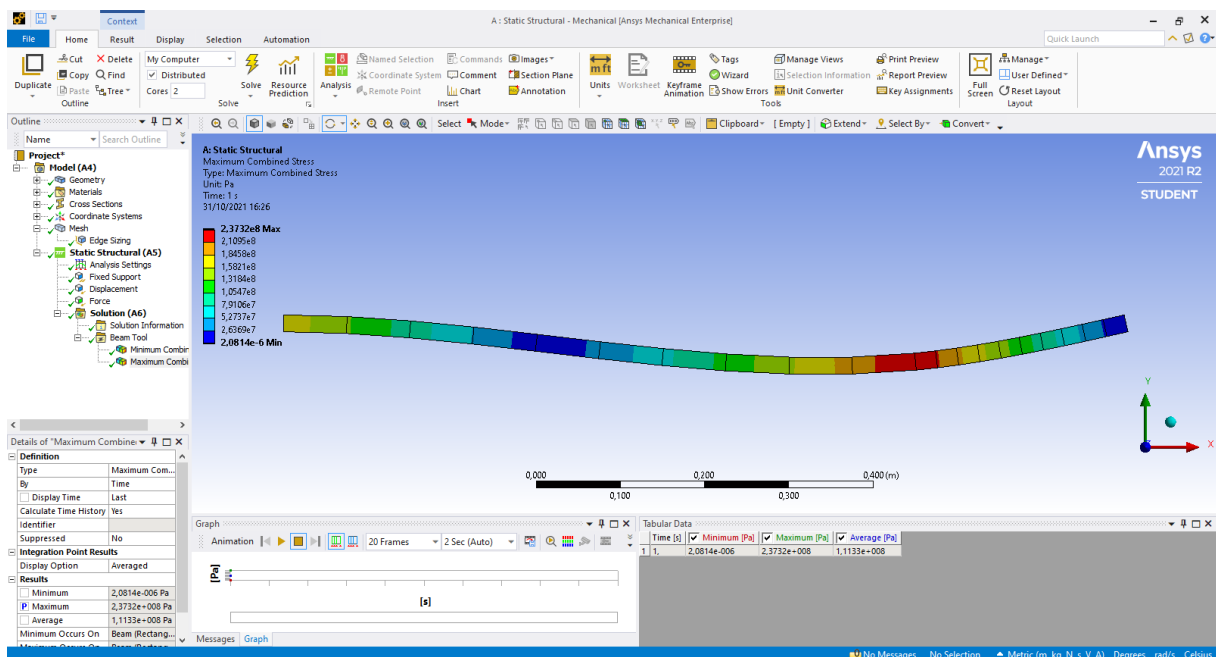 Context
A : Static Structural - Mechanical [Ansys Mechanical Enterprise]
File Home Result Display Selection Automation Quick Launch
Duplicate
Cut
Copy
Paste
Delete
Find
Tree
Outline
My Computer
Distributed
Cores 2
Solve
Resource Prediction
Solve
Analysis
Named Selection
Coordinate System
Remote Point
Commands
Comment
Chart
Images
Section Plane
Annotation
Insert
m ft
Units
Worksheet
Keyframe Animation
Tags
Wizard
Show Errors
Manage Views
Selection Information
Unit Converter
Print Preview
Report Preview
Key Assignments
Tools
Full Screen
Manage
User Defined
Reset Layout
Layout
Outline
Select Mode Clipboard [ Empty ] Extend Select By Convert
Name Search Outline
Project*
Model (A4)
Geometry
Materials
Cross Sections
Coordinate Systems
Mesh
Edge Sizing
Static Structural (A5)
Analysis Settings
Fixed Support
Displacement
Force
Solution (A6)
Solution Information
Beam Tool
Minimum Combir
Maximum Combi
A: Static Structural
Maximum Combined Stress
Type: Maximum Combined Stress
Unit: Pa
Time: 1 s
31/10/2021 16:26
2,3732e8 Max
2,1095e8
1,8458e8
1,5821e8
1,3184e8
1,0547e8
7,9106e7
5,2737e7
2,6369e7
2,0814e-6 Min
Ansys
2021 R2
STUDENT
Y
X
0,000 0,200 0,400 (m)
0,100 0,300
Details of "Maximum Combine
Definition
Type Maximum Com...
By Time
Display Time Last
Calculate Time History Yes
Identifier
Suppressed No
Integration Point Results
Display Option Averaged
Results
Minimum 2,0814e-006 Pa
P Maximum 2,3732e+008 Pa
Average 1,1133e+008 Pa
Minimum Occurs On Beam (Rectang...
Maximum Occurs On Beam (Rectang...
Graph
Animation 20 Frames 2 Sec (Auto)
[Pa]
[s]
Messages Graph
Tabular Data
Time [s] Minimum [Pa] Maximum [Pa] Average [Pa]
1 1, 2,0814e-006 2,3732e+008 1,1133e+008
No Messages No Selection Metric (m, kg, N, s, V, A) Degrees rad/s Celsius